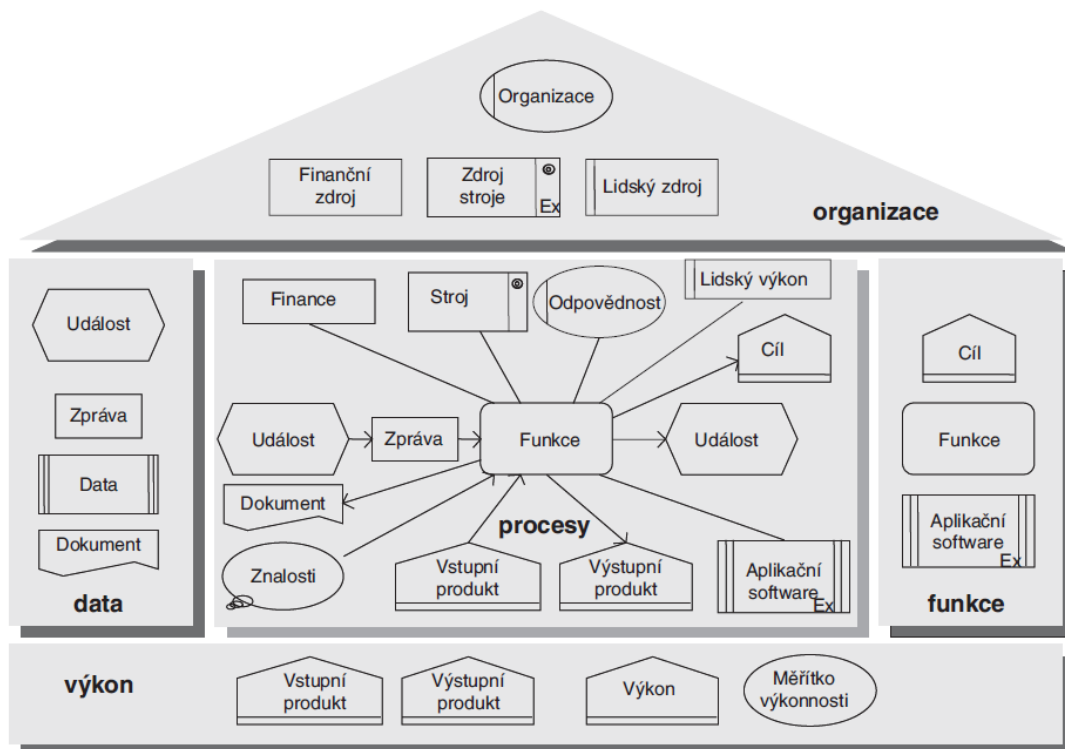 Organizace
Finanční
zdroj
Zdroj
stroje
Ex
Lidský zdroj
organizace
Událost
Zpráva
Data
Dokument
data
Finance
Stroj
Odpovědnost
Lidský výkon
Cíl
Událost
Zpráva
Funkce
Událost
Dokument
procesy
Znalosti
Vstupní
produkt
Výstupní
produkt
Aplikační
software
Ex
Cíl
Funkce
Aplikační
software
Ex
funkce
výkon
Vstupní
produkt
Výstupní
produkt
Výkon
Měřítko
výkonnosti